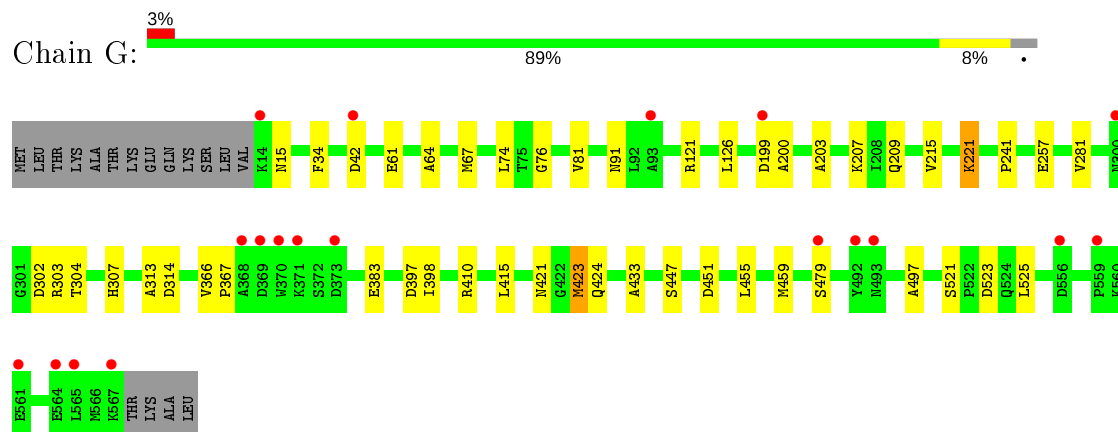 3%
Chain G:
89%
8%
MET LEU THR LYS ALA THR LYS GLU GLN LYS SER LEU VAL K14 N15 F34 D42 E61 A64 M67 L74 T75 G76 V81 N91 L92 A93 R121 L126 D199 A200 A203 K207 I208 Q209 V215 K221 P241 E257 V281 N300
G301 D302 R303 T304 H307 A313 D314 V366 P367 A368 D369 W370 K371 S372 D373 E383 D397 I398 R410 L415 N421 G422 M423 Q424 A433 S447 D451 L455 M459 S479 Y492 N493 A497 S521 P522 D523 Q524 L525 D556 P559 K560
E561 E564 L565 M566 K567 THR LYS ALA LEU